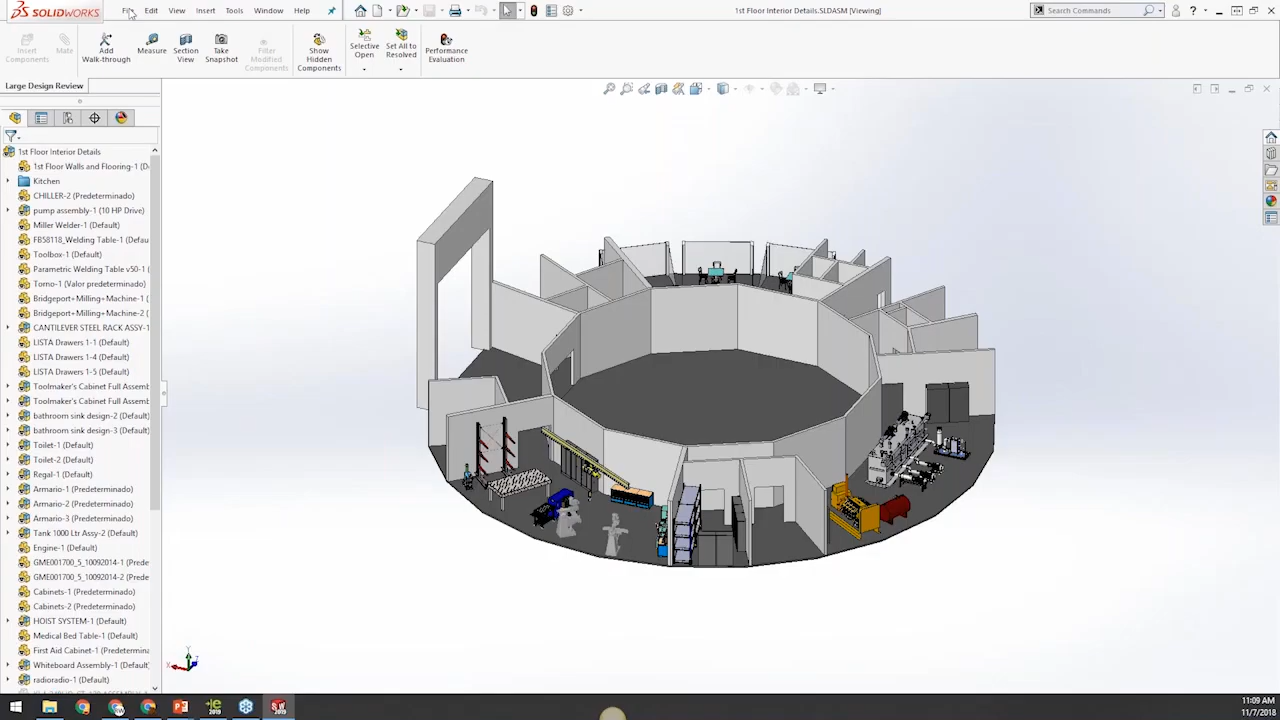 SOLIDWORKS
File Edit View Insert Tools Window Help
1st Floor Interior Details.SLDASM [Viewing]
Search Commands
Insert Components
Mate
Add Walk-through
Measure
Section View
Take Snapshot
Filter Modified Components
Show Hidden Components
Selective Open
Set All to Resolved
Performance Evaluation
Large Design Review
1st Floor Interior Details
1st Floor Walls and Flooring-1 (D
Kitchen
CHILLER-2 (Predeterminado)
pump assembly-1 (10 HP Drive)
Miller Welder-1 (Default)
FB58118_Welding Table-1 (Defau
Toolbox-1 (Default)
Parametric Welding Table v50-1
Torno-1 (Valor predeterminado)
Bridgeport+Milling+Machine-1 (
Bridgeport+Milling+Machine-2 (
CANTILEVER STEEL RACK ASSY-1
LISTA Drawers 1-1 (Default)
LISTA Drawers 1-4 (Default)
LISTA Drawers 1-5 (Default)
Toolmaker's Cabinet Full Assemb
Toolmaker's Cabinet Full Assemb
bathroom sink design-2 (Default)
bathroom sink design-3 (Default)
Toilet-1 (Default)
Toilet-2 (Default)
Regal-1 (Default)
Armario-1 (Predeterminado)
Armario-2 (Predeterminado)
Armario-3 (Predeterminado)
Tank 1000 Ltr Assy-2 (Default)
Engine-1 (Default)
GME001700_5_10092014-1 (Prede
GME001700_5_10092014-2 (Prede
Cabinets-1 (Predeterminado)
Cabinets-2 (Predeterminado)
HOIST SYSTEM-1 (Default)
Medical Bed Table-1 (Default)
First Aid Cabinet-1 (Predetermina
Whiteboard Assembly-1 (Default)
radioradio-1 (Default)
11:09 AM
11/7/2018